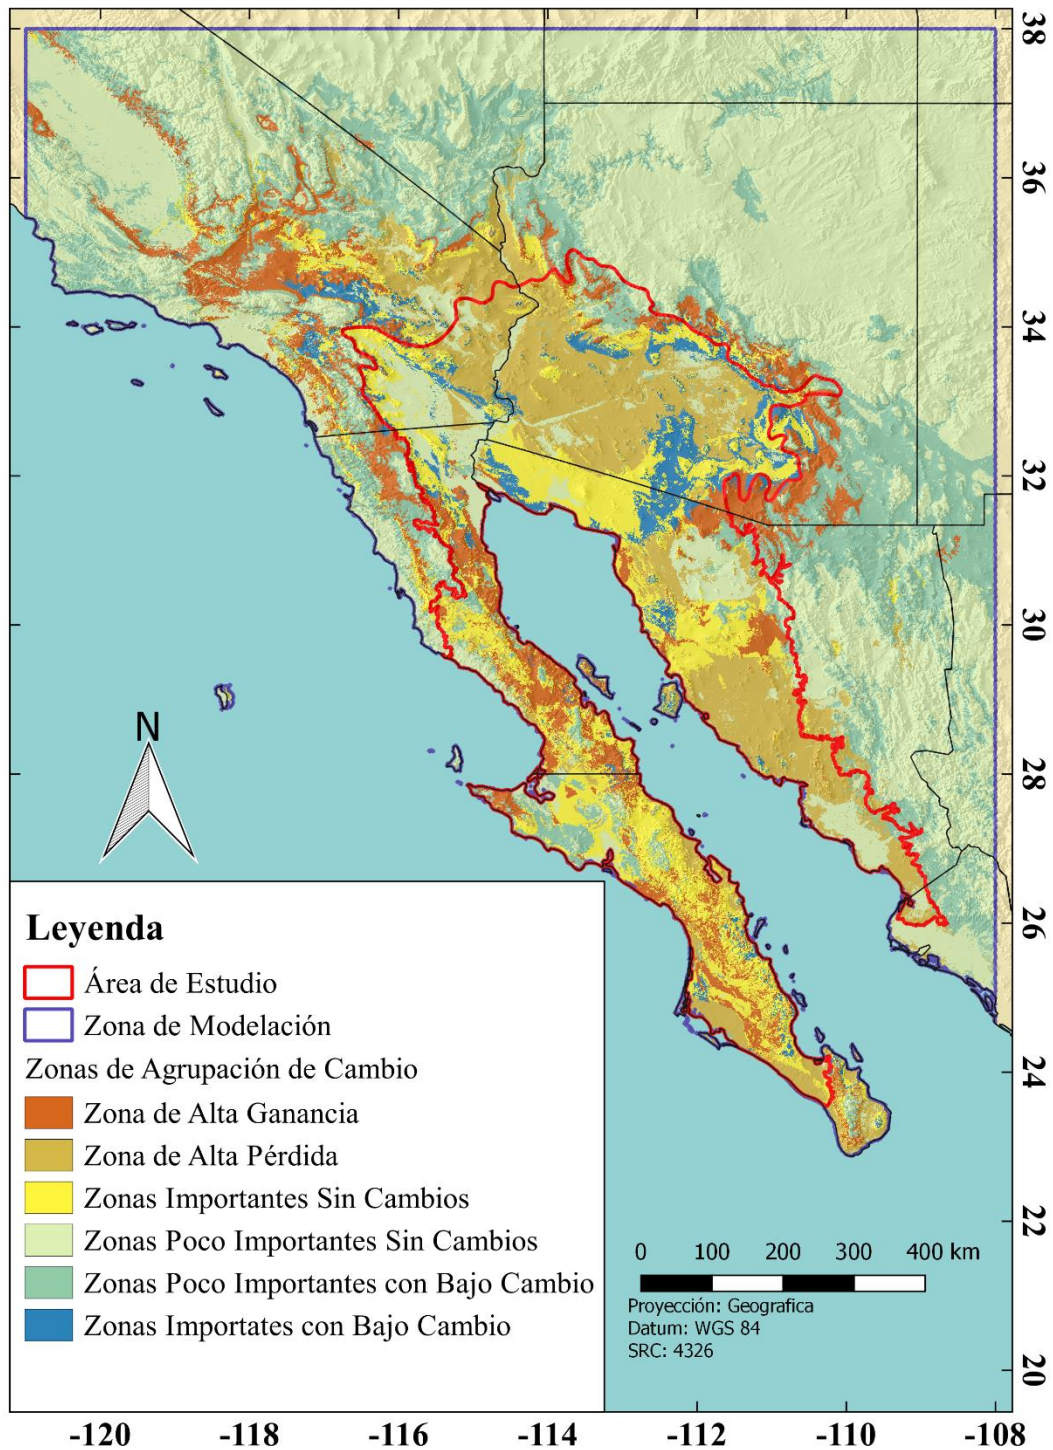 38
36
34
32
30
28
26
24
22
20
N
Leyenda
Área de Estudio
Zona de Modelación
Zonas de Agrupación de Cambio
Zona de Alta Ganancia
Zona de Alta Pérdida
Zonas Importantes Sin Cambios
Zonas Poco Importantes Sin Cambios
Zonas Poco Importantes con Bajo Cambio
Zonas Importates con Bajo Cambio
0 100 200 300 400 km
Proyección: Geografica
Datum: WGS 84
SRC: 4326
-120 -118 -116 -114 -112 -110 -108